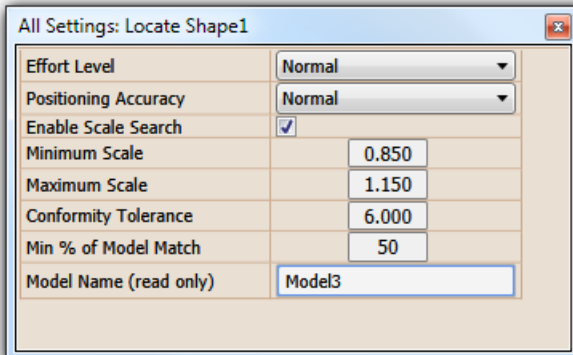 All Settings: Locate Shape1
Effort Level Normal
Positioning Accuracy Normal
Enable Scale Search
Minimum Scale 0.850
Maximum Scale 1.150
Conformity Tolerance 6.000
Min % of Model Match 50
Model Name (read only) Model3